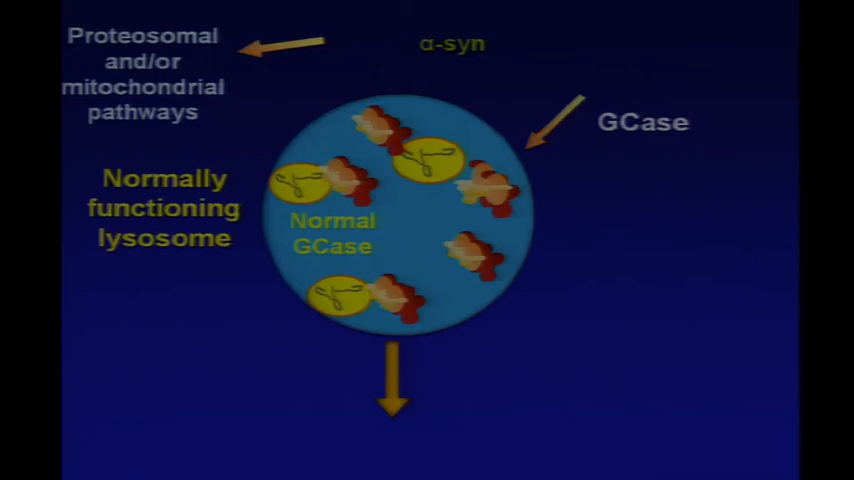 Proteosomal
and/or
mitochondrial
pathways
α-syn
GCase
Normally
functioning
lysosome
Normal
GCase